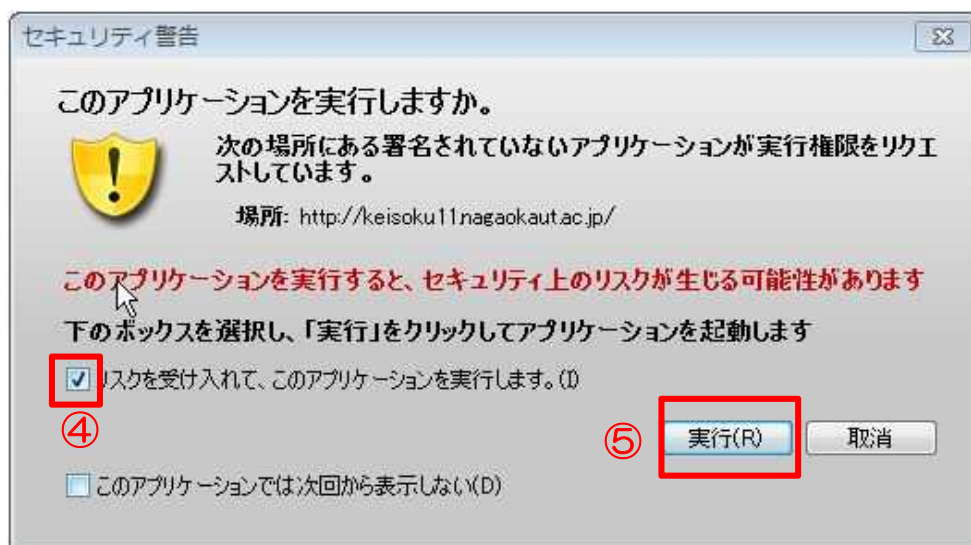 セキュリティ警告
このアプリケーションを実行しますか。
次の場所にある署名されていないアプリケーションが実行権限をリクエ
ストしています。
場所: http://keisoku11.nagaokaut.ac.jp/
このアプリケーションを実行すると、セキュリティ上のリスクが生じる可能性があります
下のボックスを選択し、「実行」をクリックしてアプリケーションを起動します
リスクを受け入れて、このアプリケーションを実行します。(I)
④
⑤ 実行(R) 取消
このアプリケーションでは次回から表示しない(D)